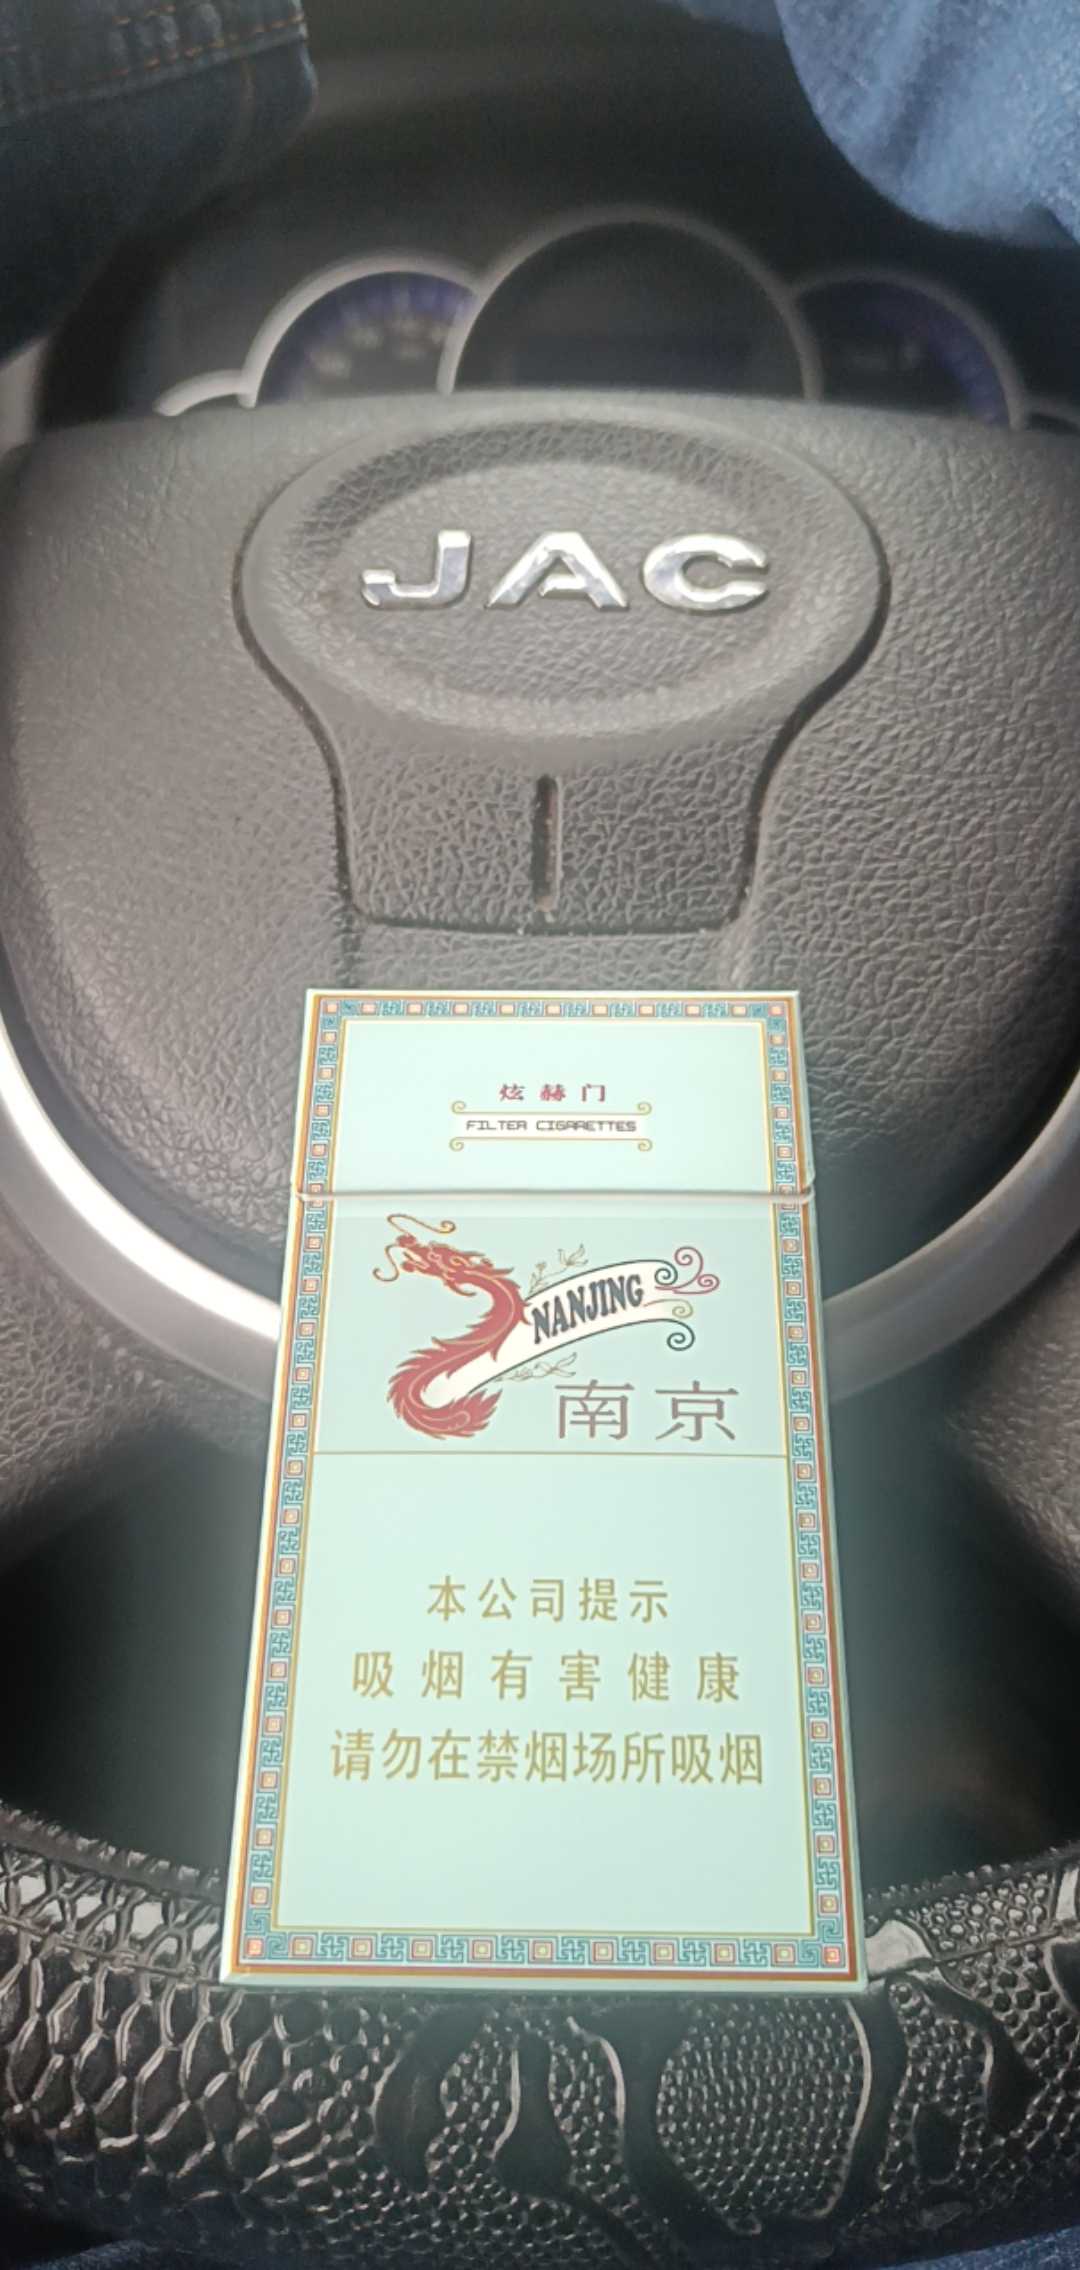 JAC
炫赫门
FILTER CIGARETTES
NANJING
南京
本公司提示
吸烟有害健康
请勿在禁烟场所吸烟